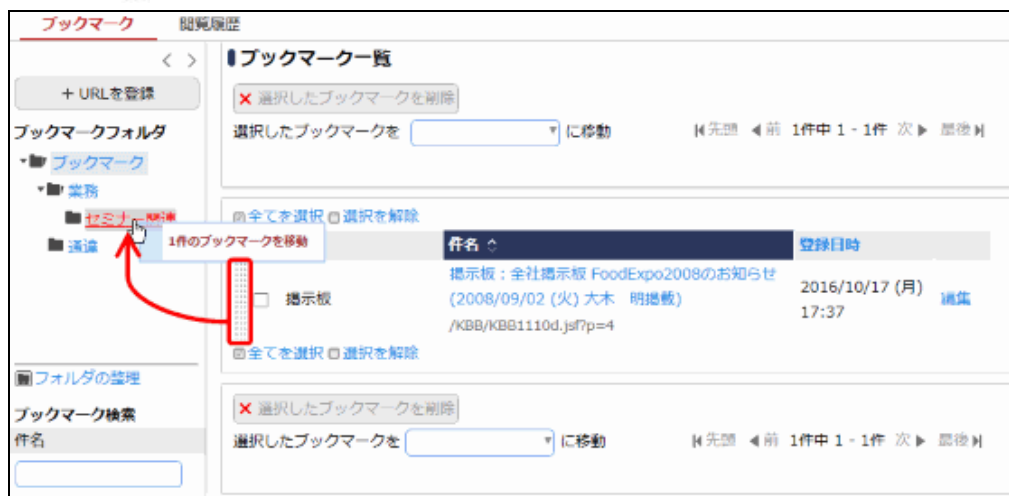 ブックマーク 閲覧履歴
< >
+ URLを登録
ブックマークフォルダ
ブックマーク
業務
セミナー関連
通達
フォルダの整理
ブックマーク検索
件名
ブックマーク一覧
選択したブックマークを削除
選択したブックマークを に移動 先頭 前 1件中 1 - 1件 次 最後
全てを選択 選択を解除
1件のブックマークを移動
件名 登録日時
掲示板 掲示板:全社掲示板 FoodExpo2008のお知らせ
(2008/09/02 (火) 大木 明掲載)
/KBB/KBB1110d.jsf?p=4
2016/10/17 (月)
17:37
編集
全てを選択 選択を解除
選択したブックマークを削除
選択したブックマークを に移動 先頭 前 1件中 1 - 1件 次 最後